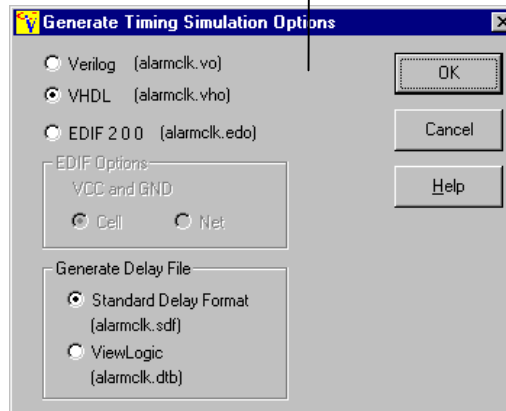 Generate Timing Simulation Options
Verilog (alarmclk.vo)
VHDL (alarmclk.vho)
EDIF 2 0 0 (alarmclk.edo)
EDIF Options
VCC and GND
Cell Net
Generate Delay File
Standard Delay Format
(alarmclk.sdf)
ViewLogic
(alarmclk.dtb)
OK
Cancel
Help